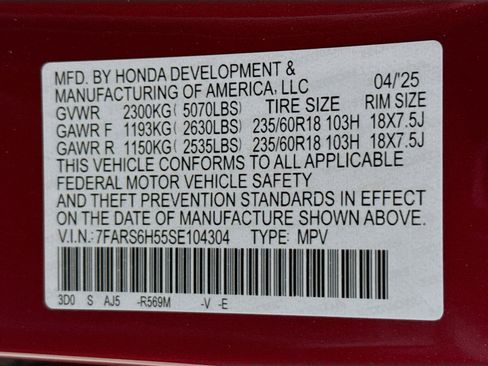 MFD. BY HONDA DEVELOPMENT & 04/'25
MANUFACTURING OF AMERICA, LLC
GVWR 2300KG( 5070LBS) TIRE SIZE RIM SIZE
GAWR F 1193KG( 2630LBS) 235/60R18 103H 18X7.5J
GAWR R 1150KG( 2535LBS) 235/60R18 103H 18X7.5J
THIS VEHICLE CONFORMS TO ALL APPLICABLE
FEDERAL MOTOR VEHICLE SAFETY
AND THEFT PREVENTION STANDARDS IN EFFECT
ON THE DATE OF MANUFACTURE SHOWN ABOVE.
V.I.N.:7FARS6H55SE104304 TYPE: MPV
3D0 S AJ5 -R569M -V -E